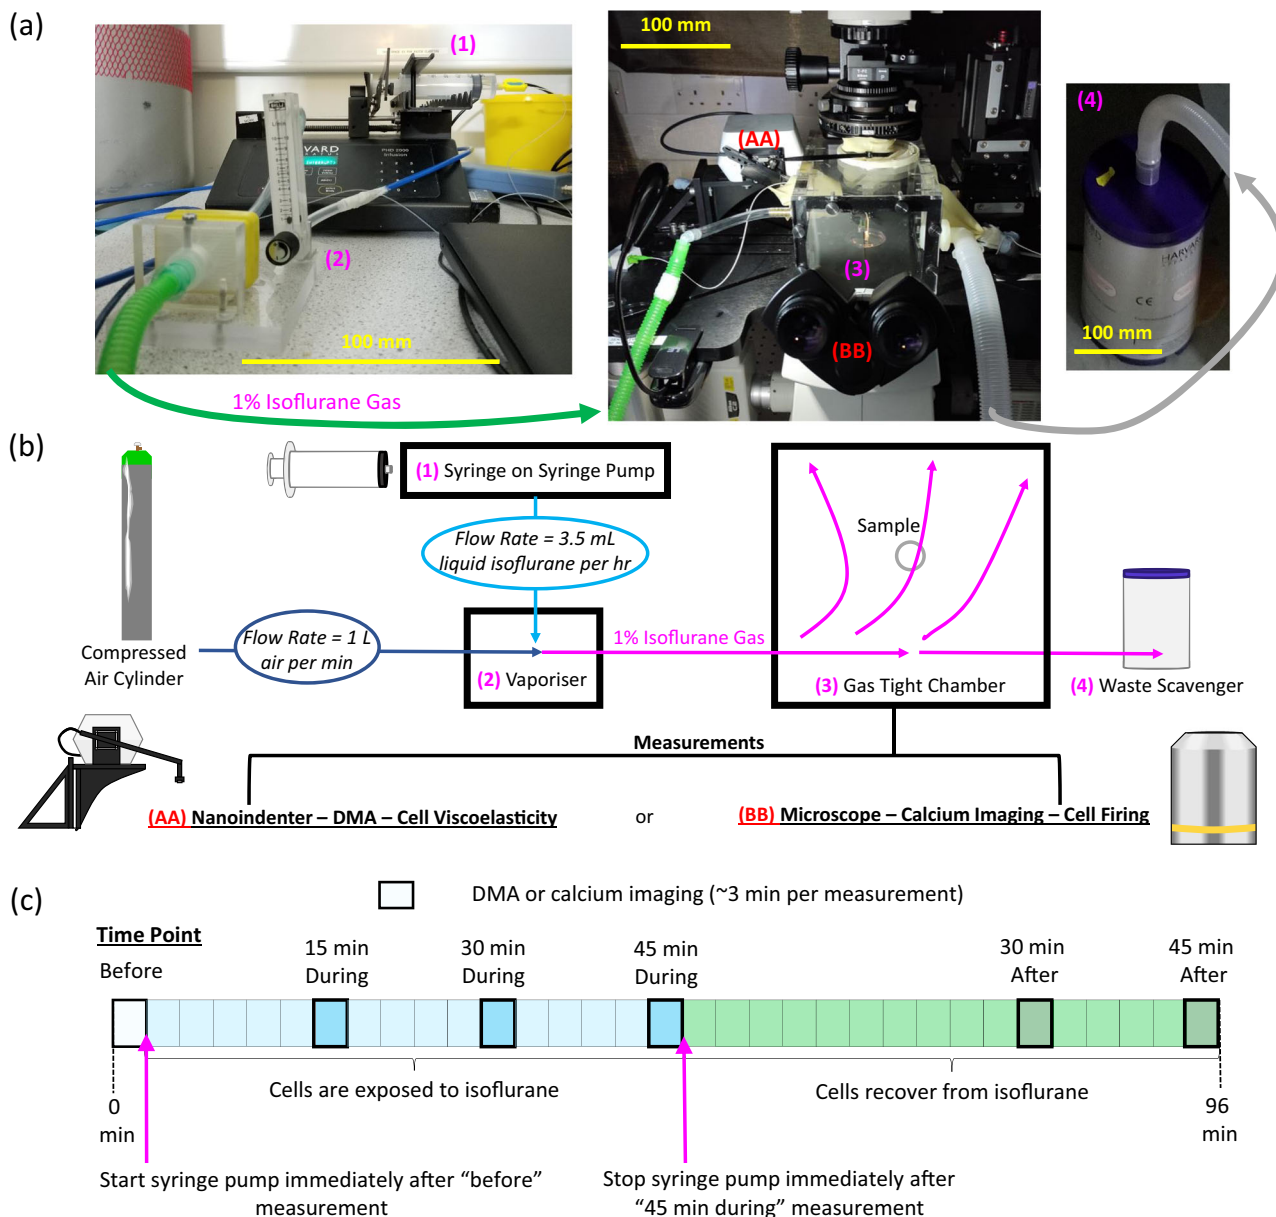 (a)
(1)
HARVARD
PHD 2000
Infusion
(2)
100 mm
1% Isoflurane Gas
100 mm
(AA)
(3)
(BB)
(4)
HARVARD
CE
100 mm
(b)
(1) Syringe on Syringe Pump
Flow Rate = 3.5 mL
liquid isoflurane per hr
Sample
Flow Rate = 1 L
air per min
1% Isoflurane Gas
Compressed
Air Cylinder
(2) Vaporiser
(3) Gas Tight Chamber
(4) Waste Scavenger
Measurements
(AA) Nanoindenter – DMA – Cell Viscoelasticity
or
(BB) Microscope – Calcium Imaging – Cell Firing
(c)
DMA or calcium imaging (~3 min per measurement)
Time Point
Before
15 min
During
30 min
During
45 min
During
30 min
After
45 min
After
Cells are exposed to isoflurane
Cells recover from isoflurane
0
min
96
min
Start syringe pump immediately after “before”
measurement
Stop syringe pump immediately after
“45 min during” measurement